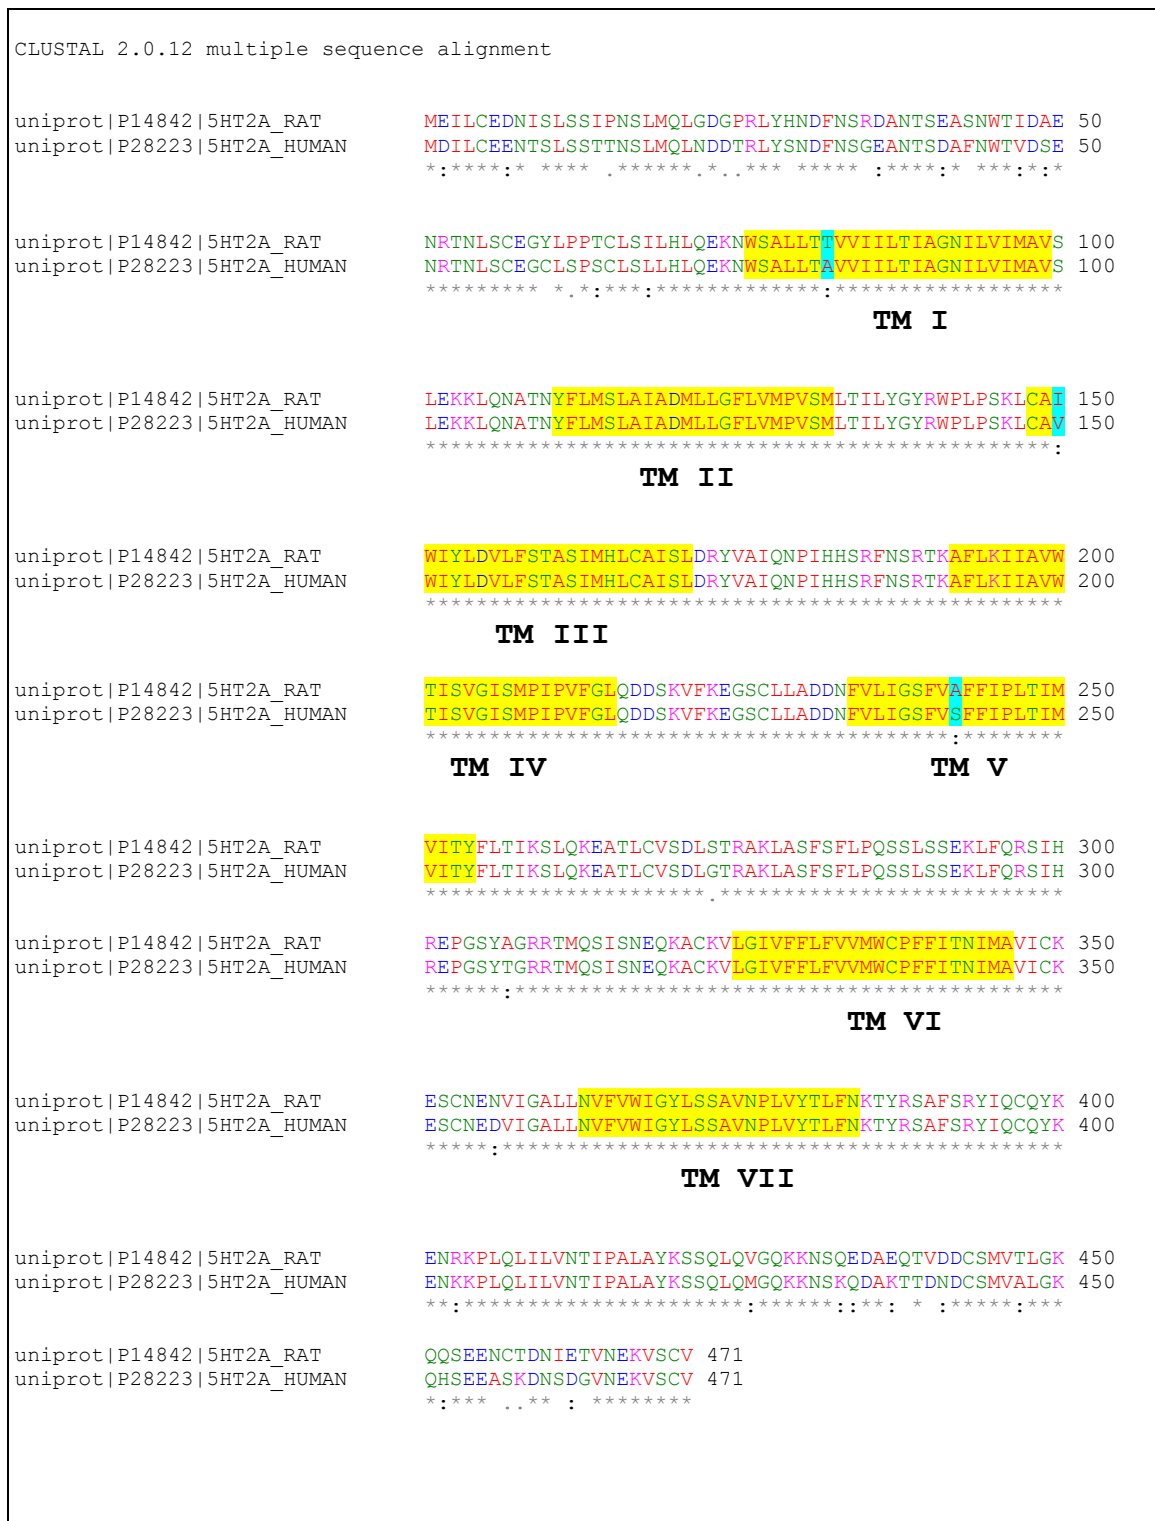 CLUSTAL 2.0.12 multiple sequence alignment
uniprot|P14842|5HT2A_RAT MEILCEDNISLSSIPNSLMQLGDGPRLYHNDFNSRDANTSEASNWTIDAE 50
uniprot|P28223|5HT2A_HUMAN MDILCEENTSLSSTTNSLMQLNDDTRLYSNDFNSGEANTSDAFNWTVDSE 50
*:****:* **** .******.*..*** ***** :****:* ***:*:*
uniprot|P14842|5HT2A_RAT NRTNLSCEGYLPPTCLSILHLQEKNWSALLTTVVIILTIAGNILVIMAVS 100
uniprot|P28223|5HT2A_HUMAN NRTNLSCEGCLSPSCLSLLHLQEKNWSALLTAVVIILTIAGNILVIMAVS 100
********* *.*:***:*************:******************
TM I
uniprot|P14842|5HT2A_RAT LEKKLQNATNYFLMSLAIADMLLGFLVMPVSMLTILYGYRWPLPSKLCAI 150
uniprot|P28223|5HT2A_HUMAN LEKKLQNATNYFLMSLAIADMLLGFLVMPVSMLTILYGYRWPLPSKLCAV 150
*************************************************:
TM II
uniprot|P14842|5HT2A_RAT WIYLDVLFSTASIMHLCAISLDRYVAIQNPIHHSRFNSRTKAFLKIIAVW 200
uniprot|P28223|5HT2A_HUMAN WIYLDVLFSTASIMHLCAISLDRYVAIQNPIHHSRFNSRTKAFLKIIAVW 200
**************************************************
TM III
uniprot|P14842|5HT2A_RAT TISVGISMPIPVFGLQDDSKVFKEGSCLLADDNFVLIGSFVAFFIPLTIM 250
uniprot|P28223|5HT2A_HUMAN TISVGISMPIPVFGLQDDSKVFKEGSCLLADDNFVLIGSFVSFFIPLTIM 250
*****************************************:********
TM IV TM V
uniprot|P14842|5HT2A_RAT VITYFLTIKSLQKEATLCVSDLSTRAKLASFSFLPQSSLSSEKLFQRSIH 300
uniprot|P28223|5HT2A_HUMAN VITYFLTIKSLQKEATLCVSDLGTRAKLASFSFLPQSSLSSEKLFQRSIH 300
**********************.***************************
uniprot|P14842|5HT2A_RAT REPGSYAGRRTMQSISNEQKACKVLGIVFFLFVVMWCPFFITNIMAVICK 350
uniprot|P28223|5HT2A_HUMAN REPGSYTGRRTMQSISNEQKACKVLGIVFFLFVVMWCPFFITNIMAVICK 350
******:*******************************************
TM VI
uniprot|P14842|5HT2A_RAT ESCNENVIGALLNVFVWIGYLSSAVNPLVYTLFNKTYRSAFSRYIQCQYK 400
uniprot|P28223|5HT2A_HUMAN ESCNEDVIGALLNVFVWIGYLSSAVNPLVYTLFNKTYRSAFSRYIQCQYK 400
*****:********************************************
TM VII
uniprot|P14842|5HT2A_RAT ENRKPLQLILVNTIPALAYKSSQLQVGQKKNSQEDAEQTVDDCSMVTLGK 450
uniprot|P28223|5HT2A_HUMAN ENKKPLQLILVNTIPALAYKSSQLQMGQKKNSKQDAKTTDNDCSMVALGK 450
**:**********************:******::**: * :*****:***
uniprot|P14842|5HT2A_RAT QQSEENCTDNIETVNEKVSCV 471
uniprot|P28223|5HT2A_HUMAN QHSEEASKDNSDGVNEKVSCV 471
*:*** ..** : ********